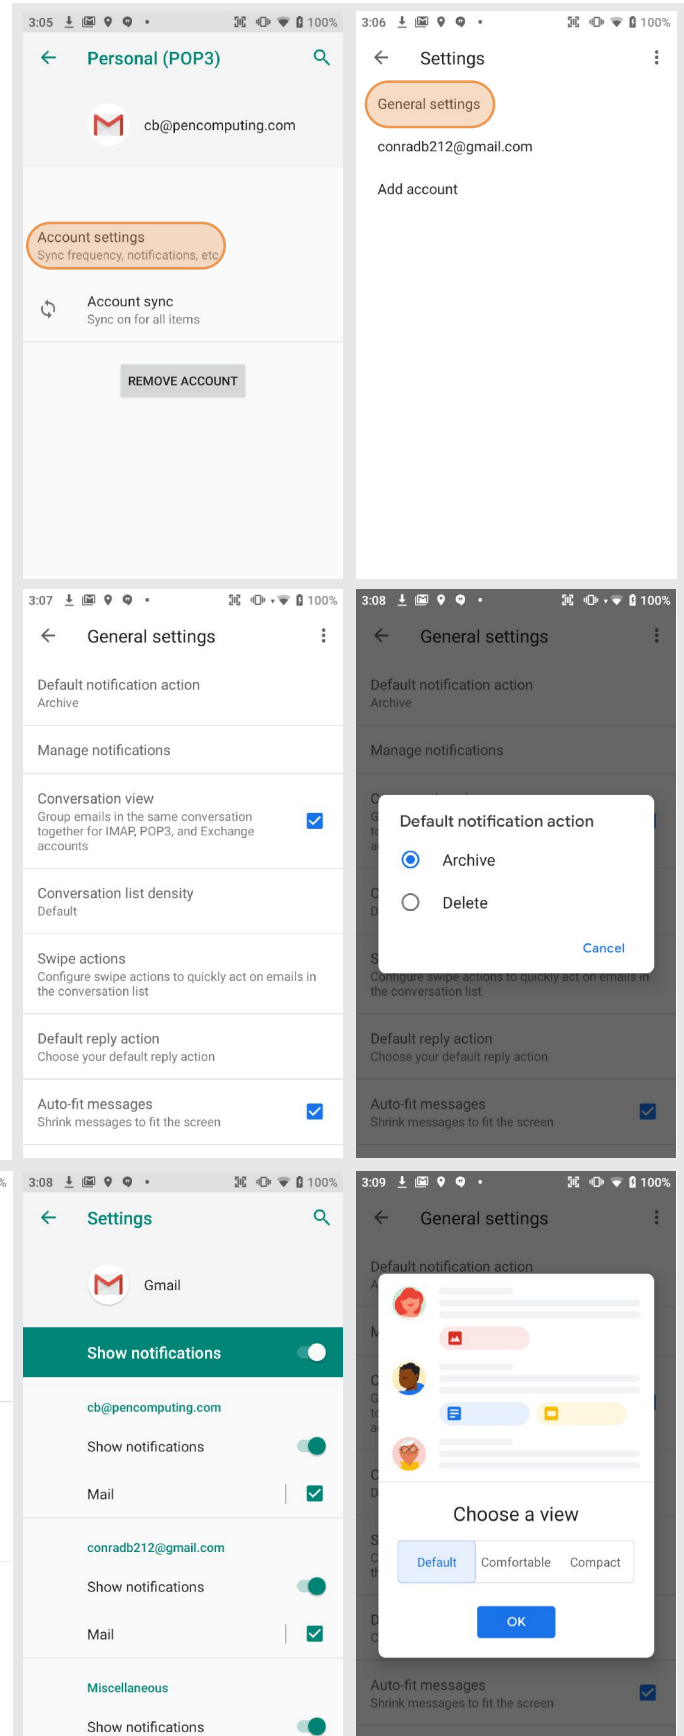 3:05 100%
Personal (POP3)
cb@pencomputing.com
Account settings
Sync frequency, notifications, etc.
Account sync
Sync on for all items
REMOVE ACCOUNT
3:06 100%
Settings
General settings
conradb212@gmail.com
Add account
3:07 100%
General settings
Default notification action
Archive
Manage notifications
Conversation view
Group emails in the same conversation
together for IMAP, POP3, and Exchange
accounts
Conversation list density
Default
Swipe actions
Configure swipe actions to quickly act on emails in
the conversation list
Default reply action
Choose your default reply action
Auto-fit messages
Shrink messages to fit the screen
3:08 100%
General settings
Default notification action
Archive
Manage notifications
Default notification action
Archive
Delete
Cancel
Configure swipe actions to quickly act on emails in
the conversation list
Default reply action
Choose your default reply action
Auto-fit messages
Shrink messages to fit the screen
%
3:08 100%
Settings
Gmail
Show notifications
cb@pencomputing.com
Show notifications
Mail
conradb212@gmail.com
Show notifications
Mail
Miscellaneous
Show notifications
3:09 100%
General settings
Default notification action
Choose a view
Default Comfortable Compact
OK
Auto-fit messages
Shrink messages to fit the screen